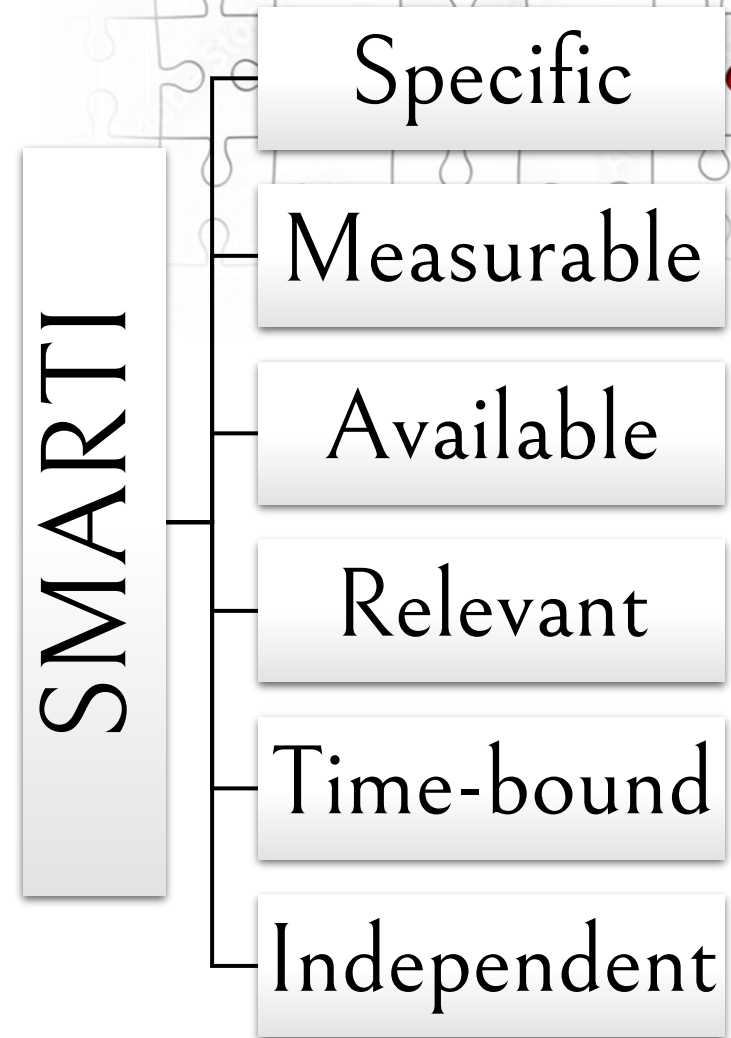 SMARTI
Specific
Measurable
Available
Relevant
Time-bound
Independent